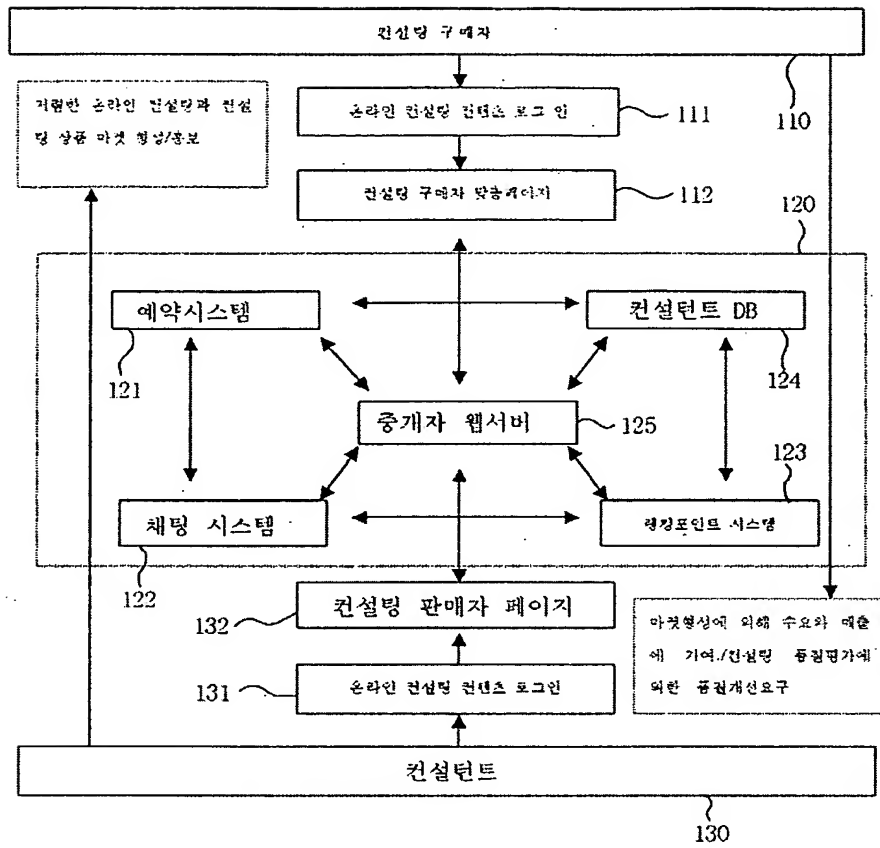 컨설팅 구매자
110
저렴한 온라인 컨설팅과 컨설
팅 상품 마켓 형성/홍보
온라인 컨설팅 컨텐츠 로그인
111
컨설팅 구매자 맞춤페이지
112
120
예약시스템
121
컨설턴트 DB
124
중개자 웹서버
125
123
채팅 시스템
122
랭킹포인트 시스템
컨설팅 판매자 페이지
132
마켓형성에 의해 수요와 매출
에 기여./컨설팅 품질평가에
의한 품질개선요구
온라인 컨설팅 컨텐츠 로그인
131
컨설턴트
130